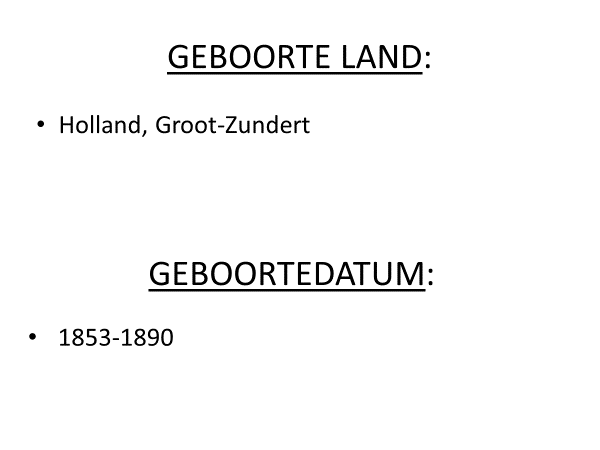 GEBOORTE LAND:
• Holland, Groot-Zundert
GEBOORTEDATUM:
• 1853-1890